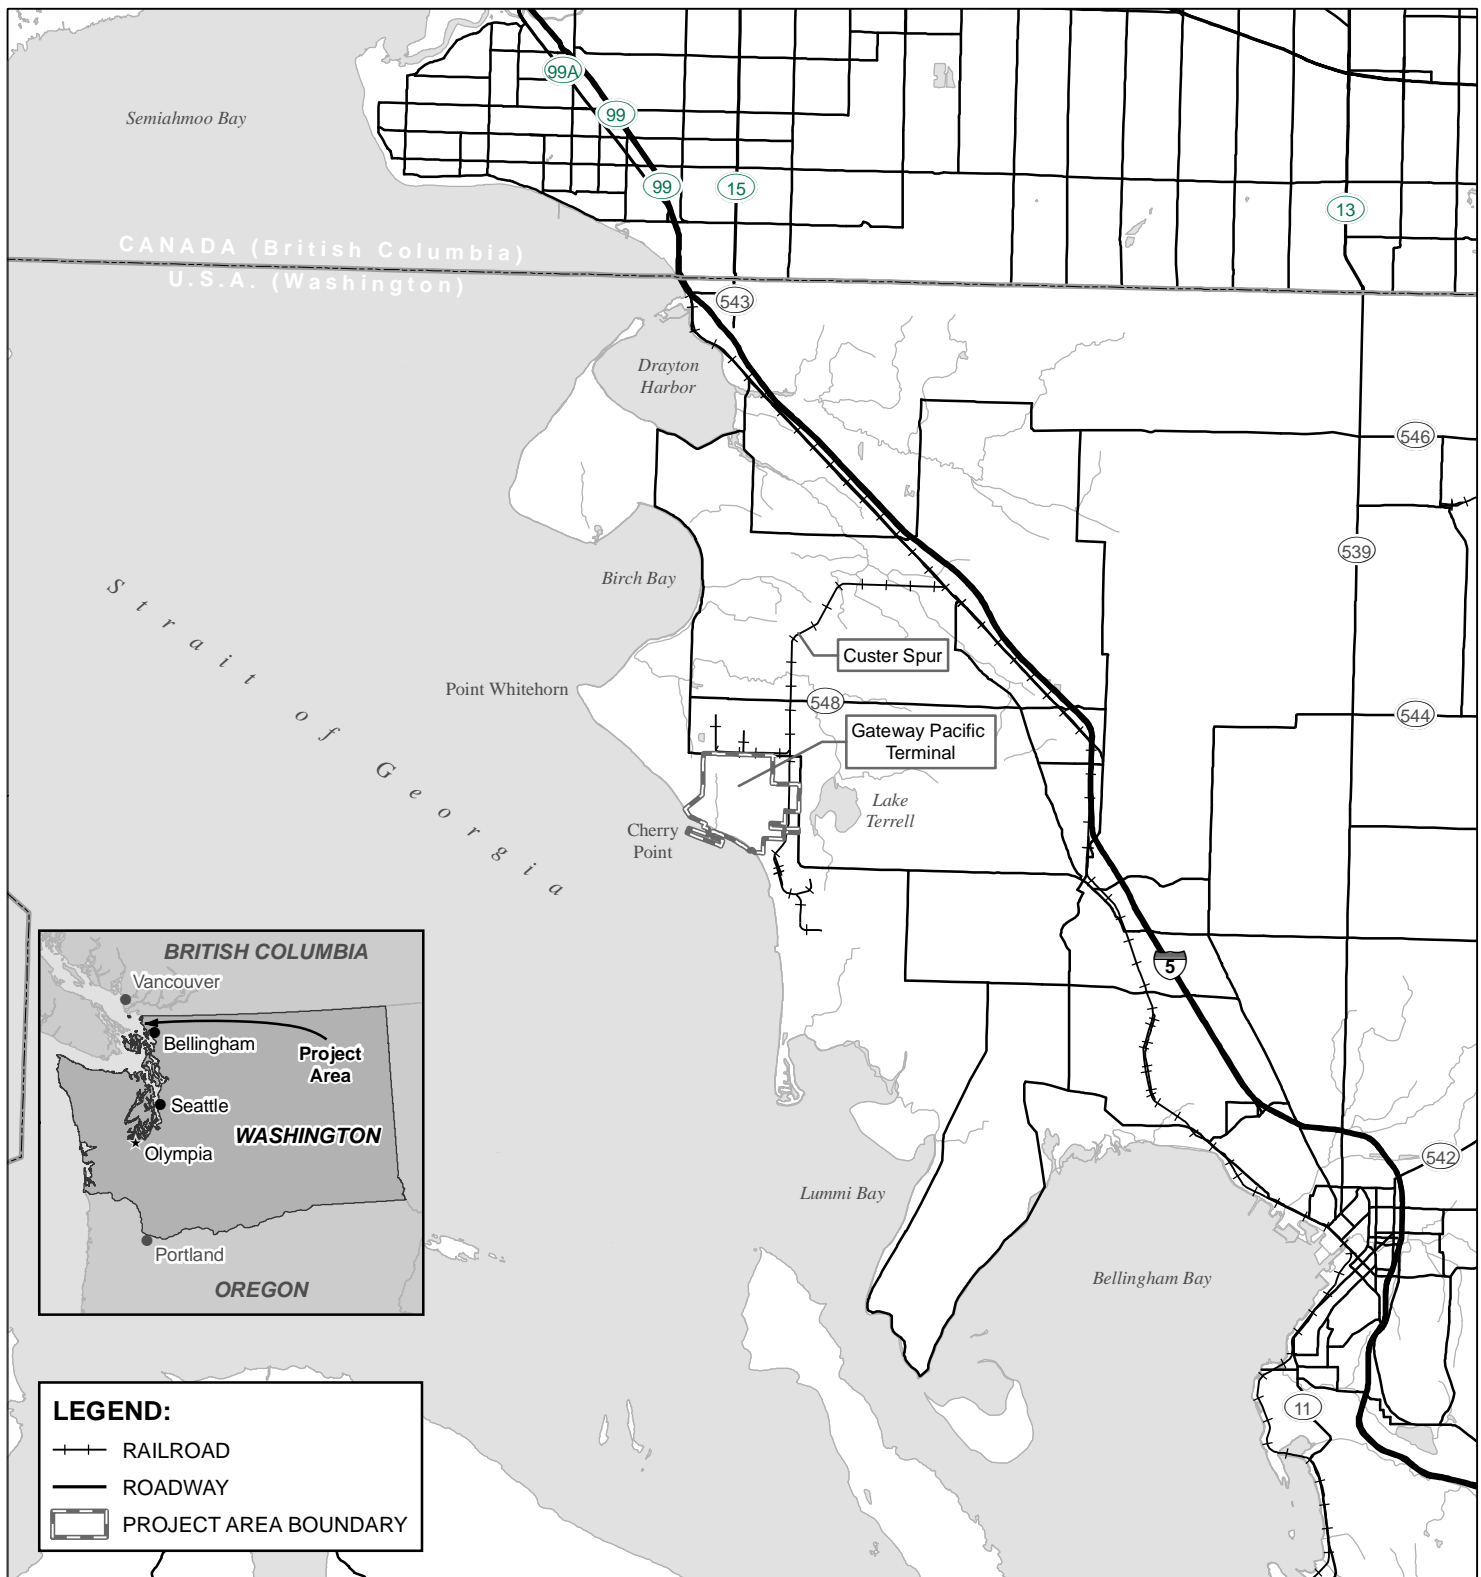 99A
99
Semiahmoo Bay
99
15
13
CANADA (British Columbia)
U.S.A. (Washington)
543
Drayton
Harbor
546
539
Birch Bay
Strait of Georgia
Custer Spur
Point Whitehorn
548
544
Gateway Pacific
Terminal
Lake
Terrell
Cherry
Point
5
BRITISH COLUMBIA
Vancouver
Bellingham
Project
Area
Seattle
WASHINGTON
Olympia
Portland
OREGON
542
Lummi Bay
Bellingham Bay
11
LEGEND:
RAILROAD
ROADWAY
PROJECT AREA BOUNDARY